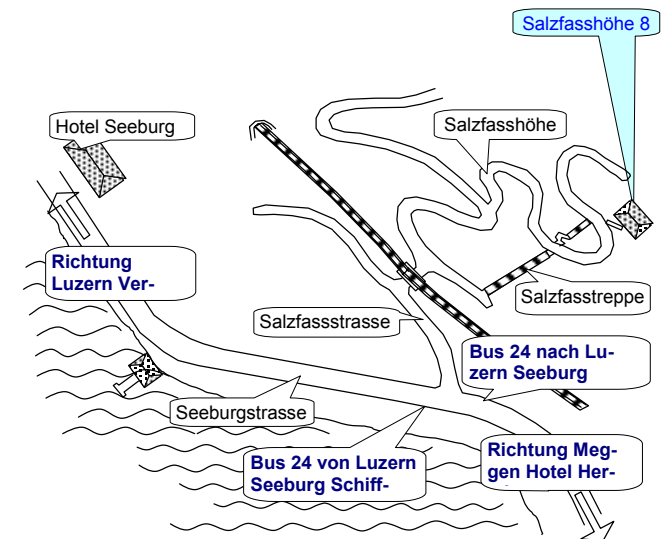 Salzfasshöhe 8
Hotel Seeburg
Salzfasshöhe
Richtung
Luzern Ver-
Salzfasstreppe
Salzfassstrasse
Bus 24 nach Lu-
zern Seeburg
Seeburgstrasse
Bus 24 von Luzern
Seeburg Schiff-
Richtung Meg-
gen Hotel Her-